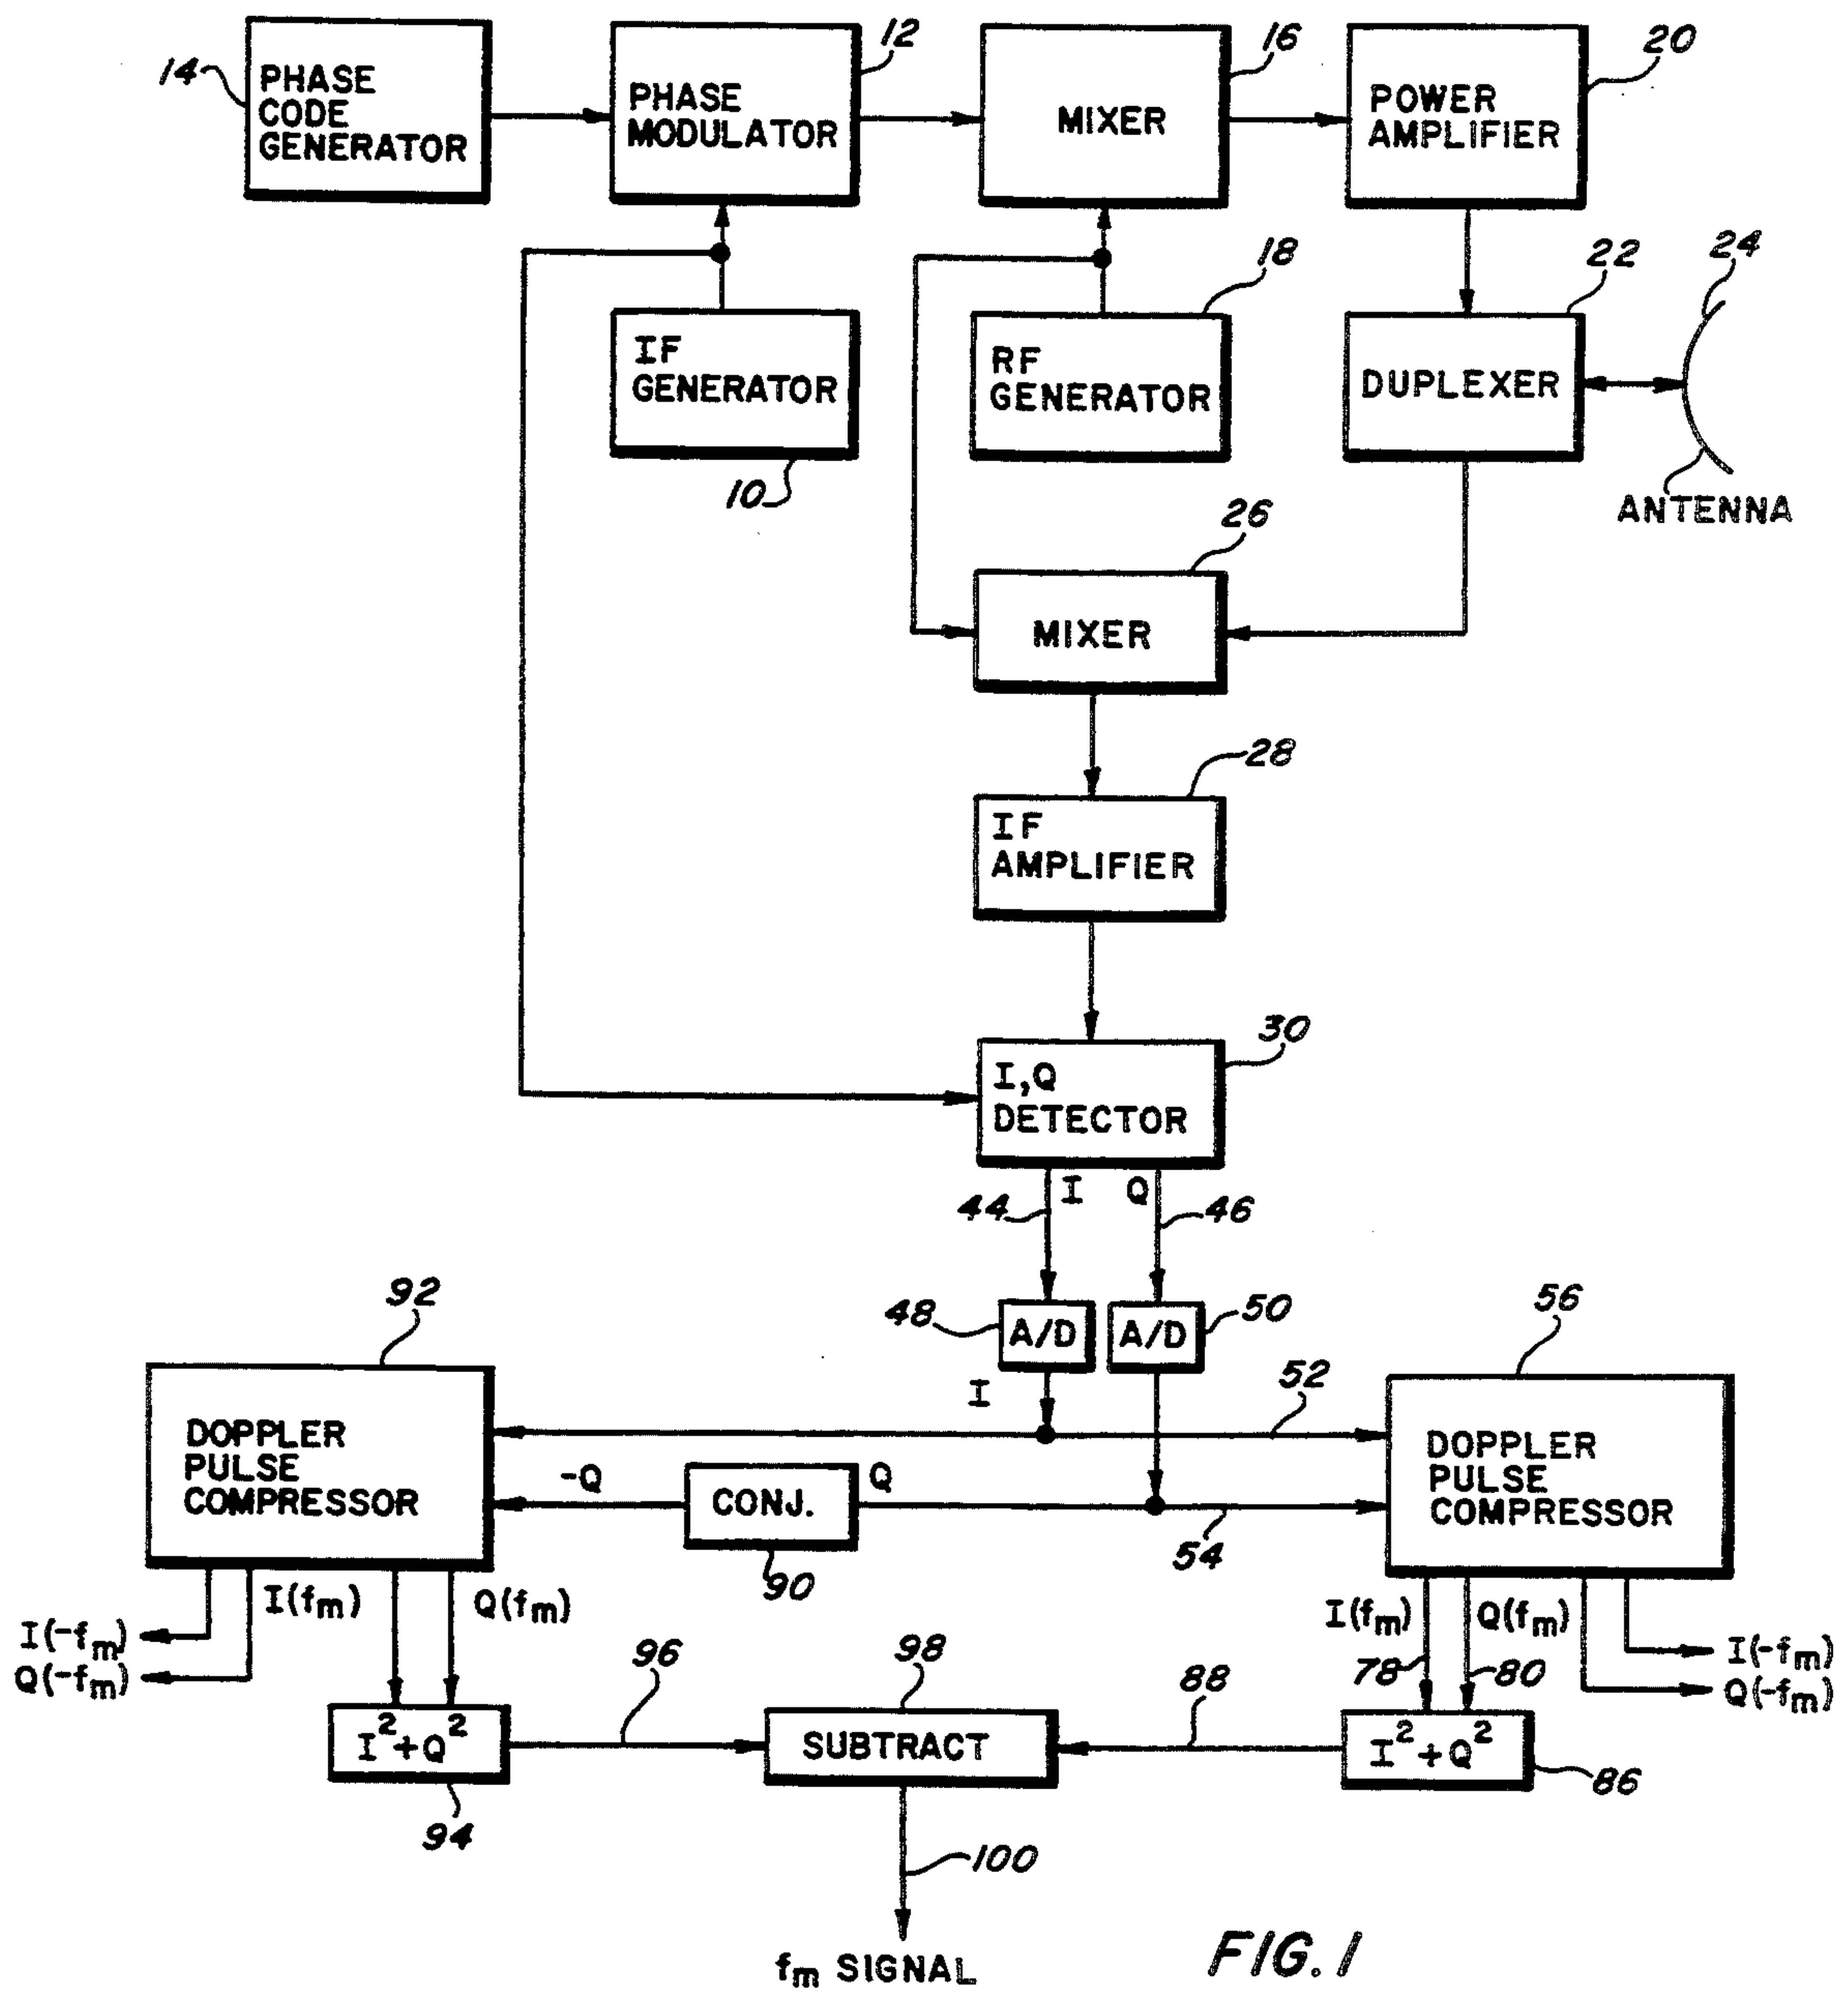 14
PHASE
CODE
GENERATOR
12
PHASE
MODULATOR
16
MIXER
20
POWER
AMPLIFIER
IF
GENERATOR
10
18
RF
GENERATOR
22
DUPLEXER
24
ANTENNA
26
MIXER
28
IF
AMPLIFIER
30
I,Q
DETECTOR
44
I
Q
46
48
A/D
A/D
50
I
52
92
DOPPLER
PULSE
COMPRESSOR
-Q
CONJ.
90
Q
54
56
DOPPLER
PULSE
COMPRESSOR
I(-fm)
Q(-fm)
I(fm)
Q(fm)
I(fm)
78
Q(fm)
80
I(-fm)
Q(-fm)
I²+Q²
94
96
98
SUBTRACT
88
I²+Q²
86
100
fm SIGNAL
FIG. 1